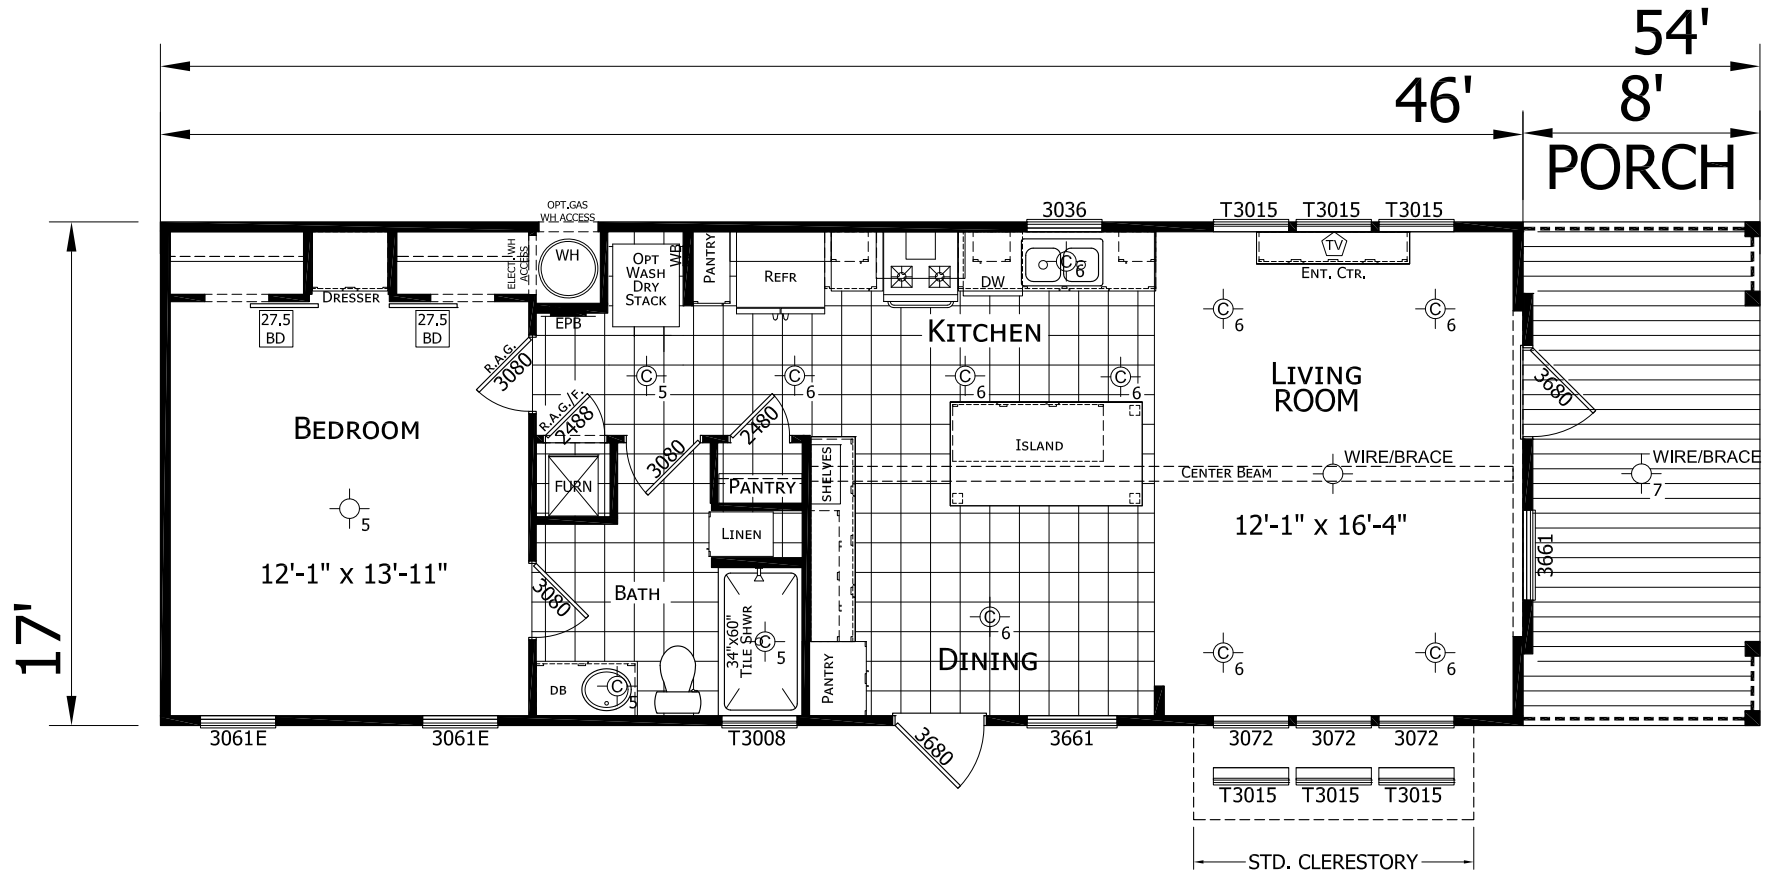 54'
46'
8'
PORCH
17'
OPT.GAS
WH ACCESS
3036
T3015
T3015
T3015
ELECT. WH
ACCESS
WH
OPT
WASH
DRY
STACK
WB
PANTRY
REFR
DW
C
6
TV
ENT. CTR.
DRESSER
27.5
BD
27.5
BD
EPB
KITCHEN
C
6
C
6
R.A.G.
3080
C
5
C
6
C
6
C
6
LIVING
ROOM
3680
R.A.G./F.
2488
3080
2480
BEDROOM
ISLAND
SHELVES
CENTER BEAM
WIRE/BRACE
WIRE/BRACE
7
FURN
PANTRY
5
LINEN
12'-1" x 16'-4"
3661
12'-1" x 13'-11"
3080
BATH
34"x60"
TILE SHWR
C
5
C
6
DINING
C
6
C
6
PANTRY
DB
C
5
3061E
3061E
T3008
3680
3661
3072
3072
3072
T3015
T3015
T3015
STD. CLERESTORY